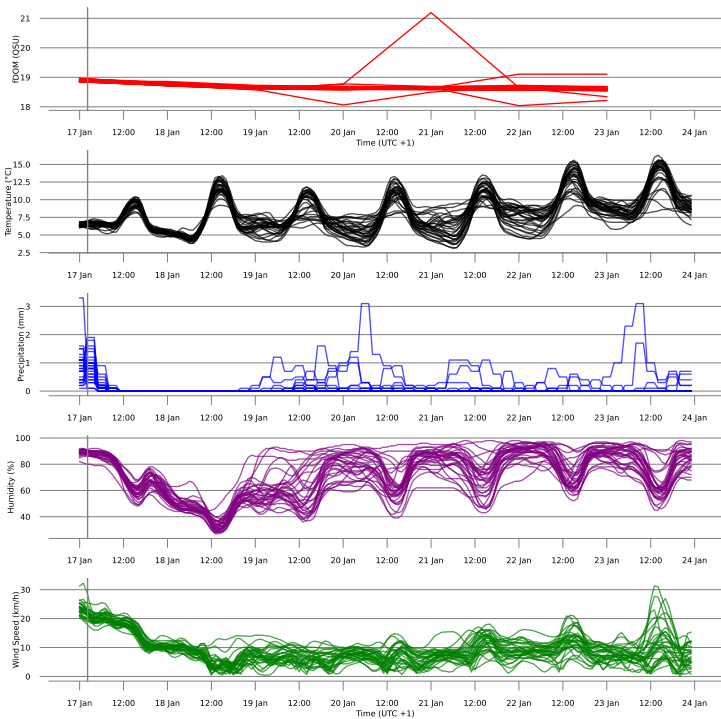 21
20
19
18
fDOM (QSU)
17 Jan 12:00 18 Jan 12:00 19 Jan 12:00 20 Jan 12:00 21 Jan 12:00 22 Jan 12:00 23 Jan 12:00 24 Jan
Time (UTC +1)
15.0
12.5
10.0
7.5
5.0
2.5
Temperature (°C)
17 Jan 12:00 18 Jan 12:00 19 Jan 12:00 20 Jan 12:00 21 Jan 12:00 22 Jan 12:00 23 Jan 12:00 24 Jan
3
2
1
0
Precipitation (mm)
17 Jan 12:00 18 Jan 12:00 19 Jan 12:00 20 Jan 12:00 21 Jan 12:00 22 Jan 12:00 23 Jan 12:00 24 Jan
100
80
60
40
Humidity (%)
17 Jan 12:00 18 Jan 12:00 19 Jan 12:00 20 Jan 12:00 21 Jan 12:00 22 Jan 12:00 23 Jan 12:00 24 Jan
30
20
10
0
Wind Speed (km/h)
17 Jan 12:00 18 Jan 12:00 19 Jan 12:00 20 Jan 12:00 21 Jan 12:00 22 Jan 12:00 23 Jan 12:00 24 Jan
Time (UTC +1)